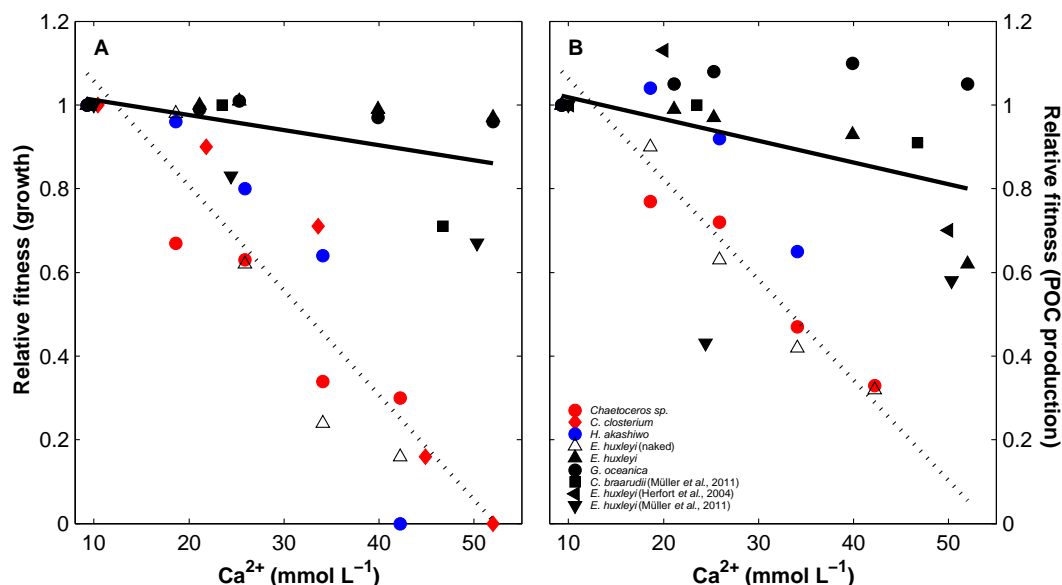 A
B
1.2
1
0.8
0.6
0.4
0.2
0
Relative fitness (growth)
10 20 30 40 50
Ca²⁺ (mmol L⁻¹)
Chaetoceros sp.
C. closterium
H. akashiwo
E. huxleyi (naked)
E. huxleyi
G. oceanica
C. braarudii (Müller et al., 2011)
E. huxleyi (Herfort et al., 2004)
E. huxleyi (Müller et al., 2011)
10 20 30 40 50
Ca²⁺ (mmol L⁻¹)
1.2
1
0.8
0.6
0.4
0.2
0
Relative fitness (POC production)